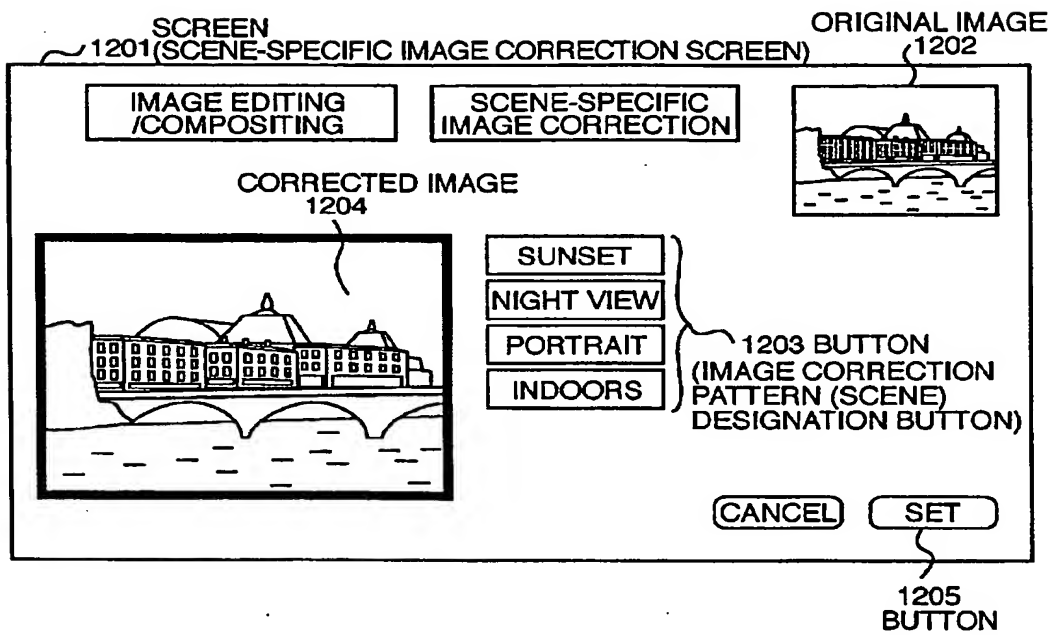 SCREEN
1201 (SCENE-SPECIFIC IMAGE CORRECTION SCREEN)
ORIGINAL IMAGE
1202
IMAGE EDITING
/COMPOSITING
SCENE-SPECIFIC
IMAGE CORRECTION
CORRECTED IMAGE
1204
SUNSET
NIGHT VIEW
PORTRAIT
INDOORS
1203 BUTTON
(IMAGE CORRECTION
PATTERN (SCENE)
DESIGNATION BUTTON)
CANCEL
SET
1205
BUTTON